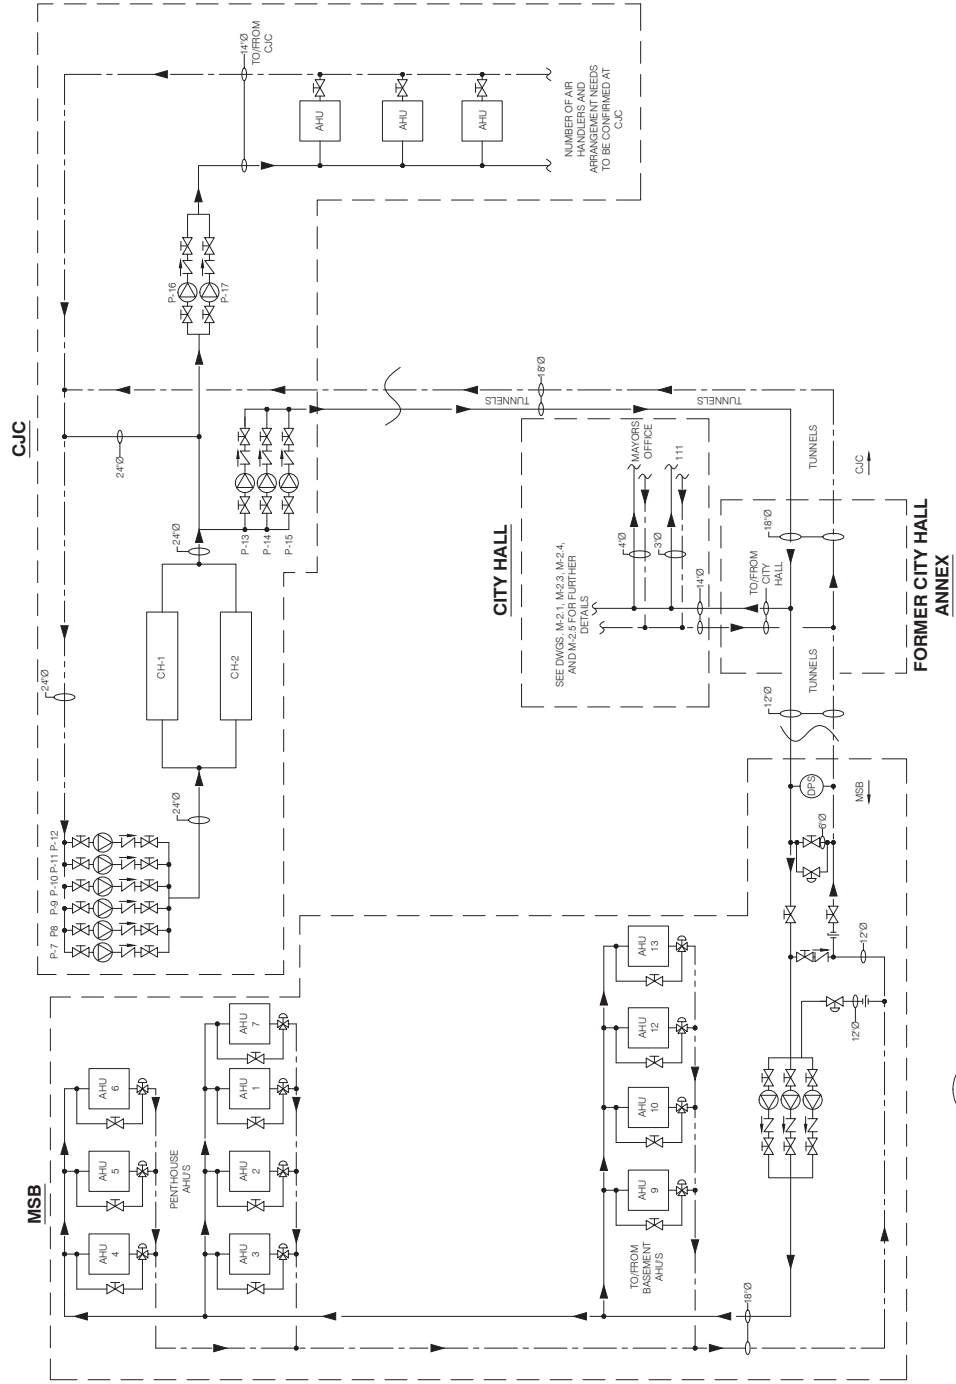 CJC
14"Ø
TO/FROM
CJC
AHU
AHU
AHU
NUMBER OF AIR
HANDLERS AND
ARRANGEMENT NEEDS
TO BE CONFIRMED AT
CJC
P-16
P-17
24"Ø
24"Ø
P-13
P-14
P-15
CH-1
CH-2
24"Ø
24"Ø
P-7
P8
P-9
P-10
P-11
P-12
18"Ø
TUNNELS
TUNNELS
CITY HALL
SEE DWGS. M-2.1, M-2.3, M-2.4,
AND M-2.5 FOR FURTHER
DETAILS
4"Ø
MAYORS
OFFICE
3"Ø
111
14"Ø
TUNNELS
CJC
18"Ø
TO/FROM
CITY
HALL
FORMER CITY HALL
ANNEX
TUNNELS
12"Ø
DPS
MSB
6"Ø
12"Ø
12"Ø
MSB
AHU
6
AHU
5
AHU
4
PENTHOUSE
AHU'S
AHU
7
AHU
1
AHU
2
AHU
3
AHU
13
AHU
12
AHU
10
AHU
9
TO/FROM
BASEMENT
AHU'S
18"Ø